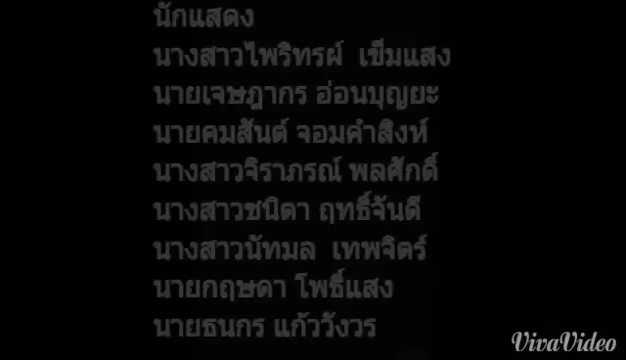 นักแสดง
นางสาวไพริทรผ์ เข็มแสง
นายเจษฎากร อ่อนบุญยะ
นายคมสันต์ จอมคำสิงห์
นางสาวจิราภรณ์ พลศักดิ์
นางสาวชนิดา ฤทธิ์จันดี
นางสาวนัทมล เทพจิตร์
นายกฤษดา โพธิ์แสง
นายธนกร แก้ววังวร
VivaVideo